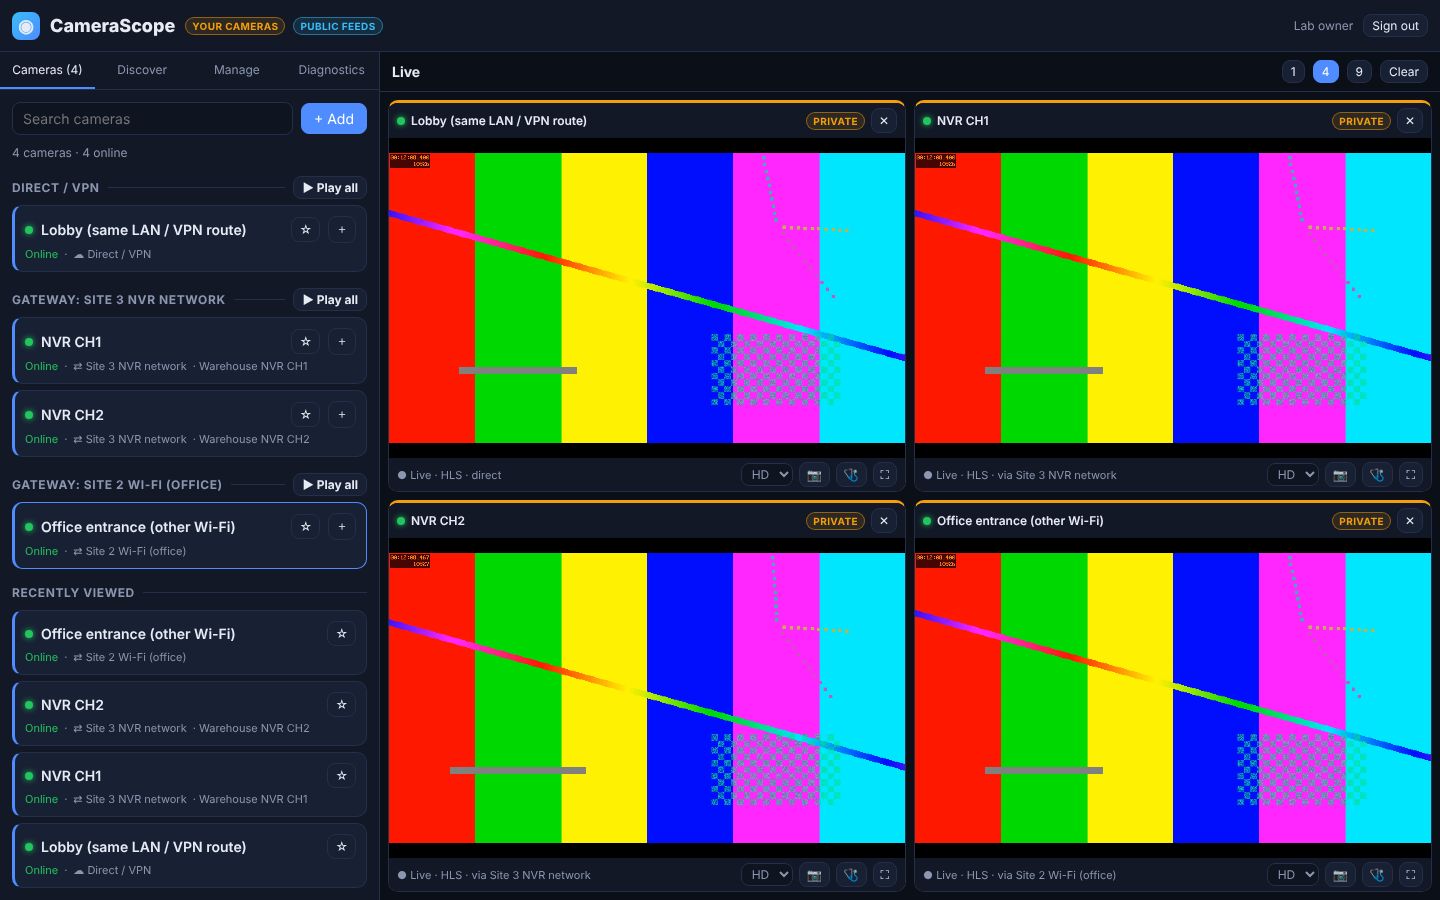 CameraScope YOUR CAMERAS PUBLIC FEEDS Lab owner Sign out
Cameras (4) Discover Manage Diagnostics
Search cameras + Add
4 cameras · 4 online
DIRECT / VPN ▶ Play all
Lobby (same LAN / VPN route)
Online · Direct / VPN
GATEWAY: SITE 3 NVR NETWORK ▶ Play all
NVR CH1
Online · ⇄ Site 3 NVR network · Warehouse NVR CH1
NVR CH2
Online · ⇄ Site 3 NVR network · Warehouse NVR CH2
GATEWAY: SITE 2 WI-FI (OFFICE) ▶ Play all
Office entrance (other Wi-Fi)
Online · ⇄ Site 2 Wi-Fi (office)
RECENTLY VIEWED
Office entrance (other Wi-Fi)
Online · ⇄ Site 2 Wi-Fi (office)
NVR CH2
Online · ⇄ Site 3 NVR network · Warehouse NVR CH2
NVR CH1
Online · ⇄ Site 3 NVR network · Warehouse NVR CH1
Lobby (same LAN / VPN route)
Online · Direct / VPN
Live 1 4 9 Clear
Lobby (same LAN / VPN route) PRIVATE
Live · HLS · direct HD
NVR CH1 PRIVATE
Live · HLS · via Site 3 NVR network HD
NVR CH2 PRIVATE
Live · HLS · via Site 3 NVR network HD
Office entrance (other Wi-Fi) PRIVATE
Live · HLS · via Site 2 Wi-Fi (office) HD